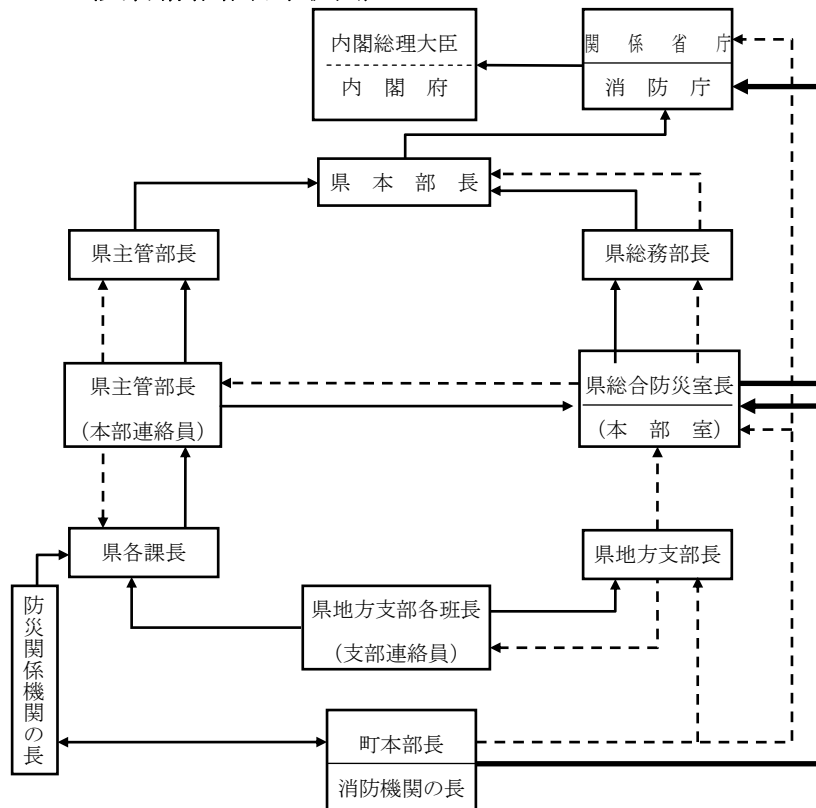 内閣総理大臣
内閣府
関係省庁
消防庁
県本部長
県主管部長
県総務部長
県主管部長
(本部連絡員)
県総合防災室長
(本部室)
県各課長
県地方支部長
県地方支部各班長
(支部連絡員)
防災関係機関の長
町本部長
消防機関の長